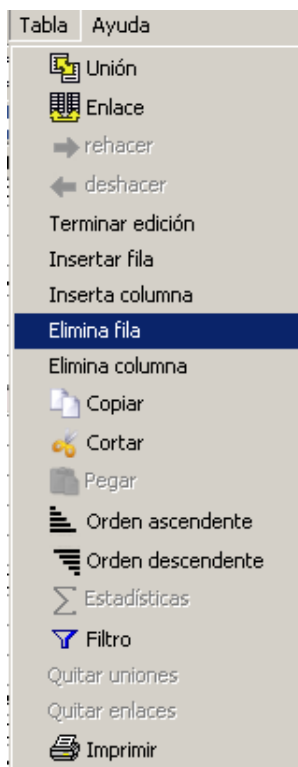 Tabla Ayuda
Unión
Enlace
rehacer
deshacer
Terminar edición
Insertar fila
Inserta columna
Elimina fila
Elimina columna
Copiar
Cortar
Pegar
Orden ascendente
Orden descendente
Estadísticas
Filtro
Quitar uniones
Quitar enlaces
Imprimir